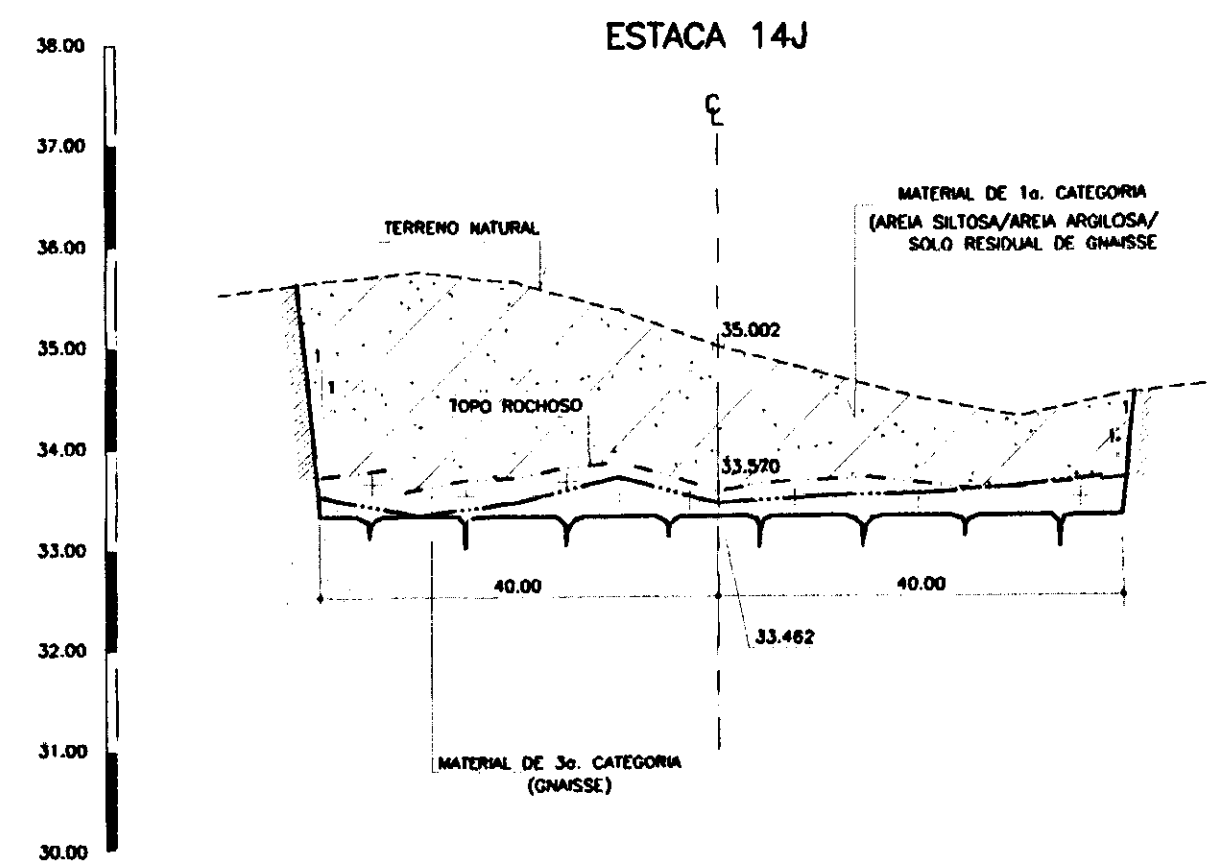 ESTACA 14J
38.00
37.00
36.00
35.00
34.00
33.00
32.00
31.00
30.00
℄
TERRENO NATURAL
MATERIAL DE 1a. CATEGORIA
(AREIA SILTOSA/AREIA ARGILOSA/
SOLO RESIDUAL DE GNAISSE
35.002
1
1
TOPO ROCHOSO
1
1
33.570
40.00
40.00
33.462
MATERIAL DE 3a. CATEGORIA
(GNAISSE)